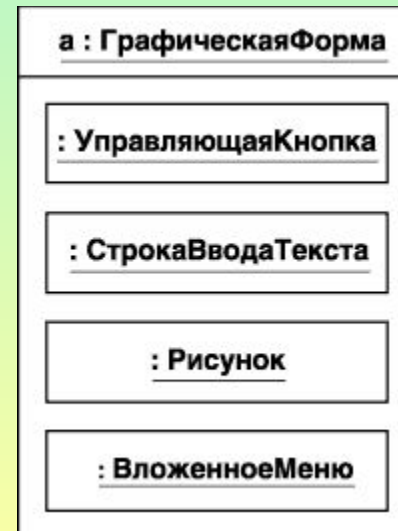 а : ГрафическаяФорма
: УправляющаяКнопка
: СтрокаВводаТекста
: Рисунок
: ВложенноеМеню